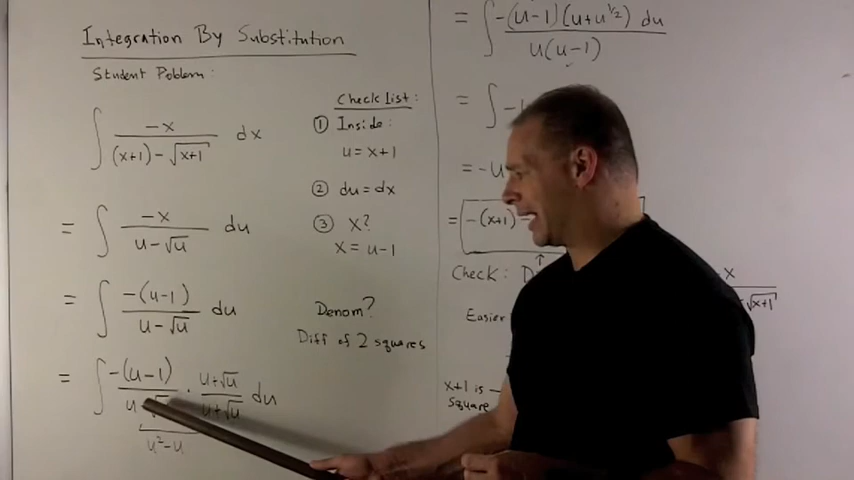 Integration By Substitution
Student Problem:
∫ -x / ((x+1) - √(x+1)) dx
= ∫ -x / (u - √u) du
= ∫ -(u-1) / (u - √u) du
= ∫ -(u-1) / (u - √u) · (u+√u) / (u+√u) du
u² - u
Check List:
① Inside:
u = x+1
② du = dx
③ x?
x = u-1
Denom?
Diff of 2 squares
= ∫ -(u-1)(u+u^1/2) du / u(u-1)
= ∫ -1
= -u
= -(x+1)
Check:
Easier
x+1 is
square
-x
√x+1